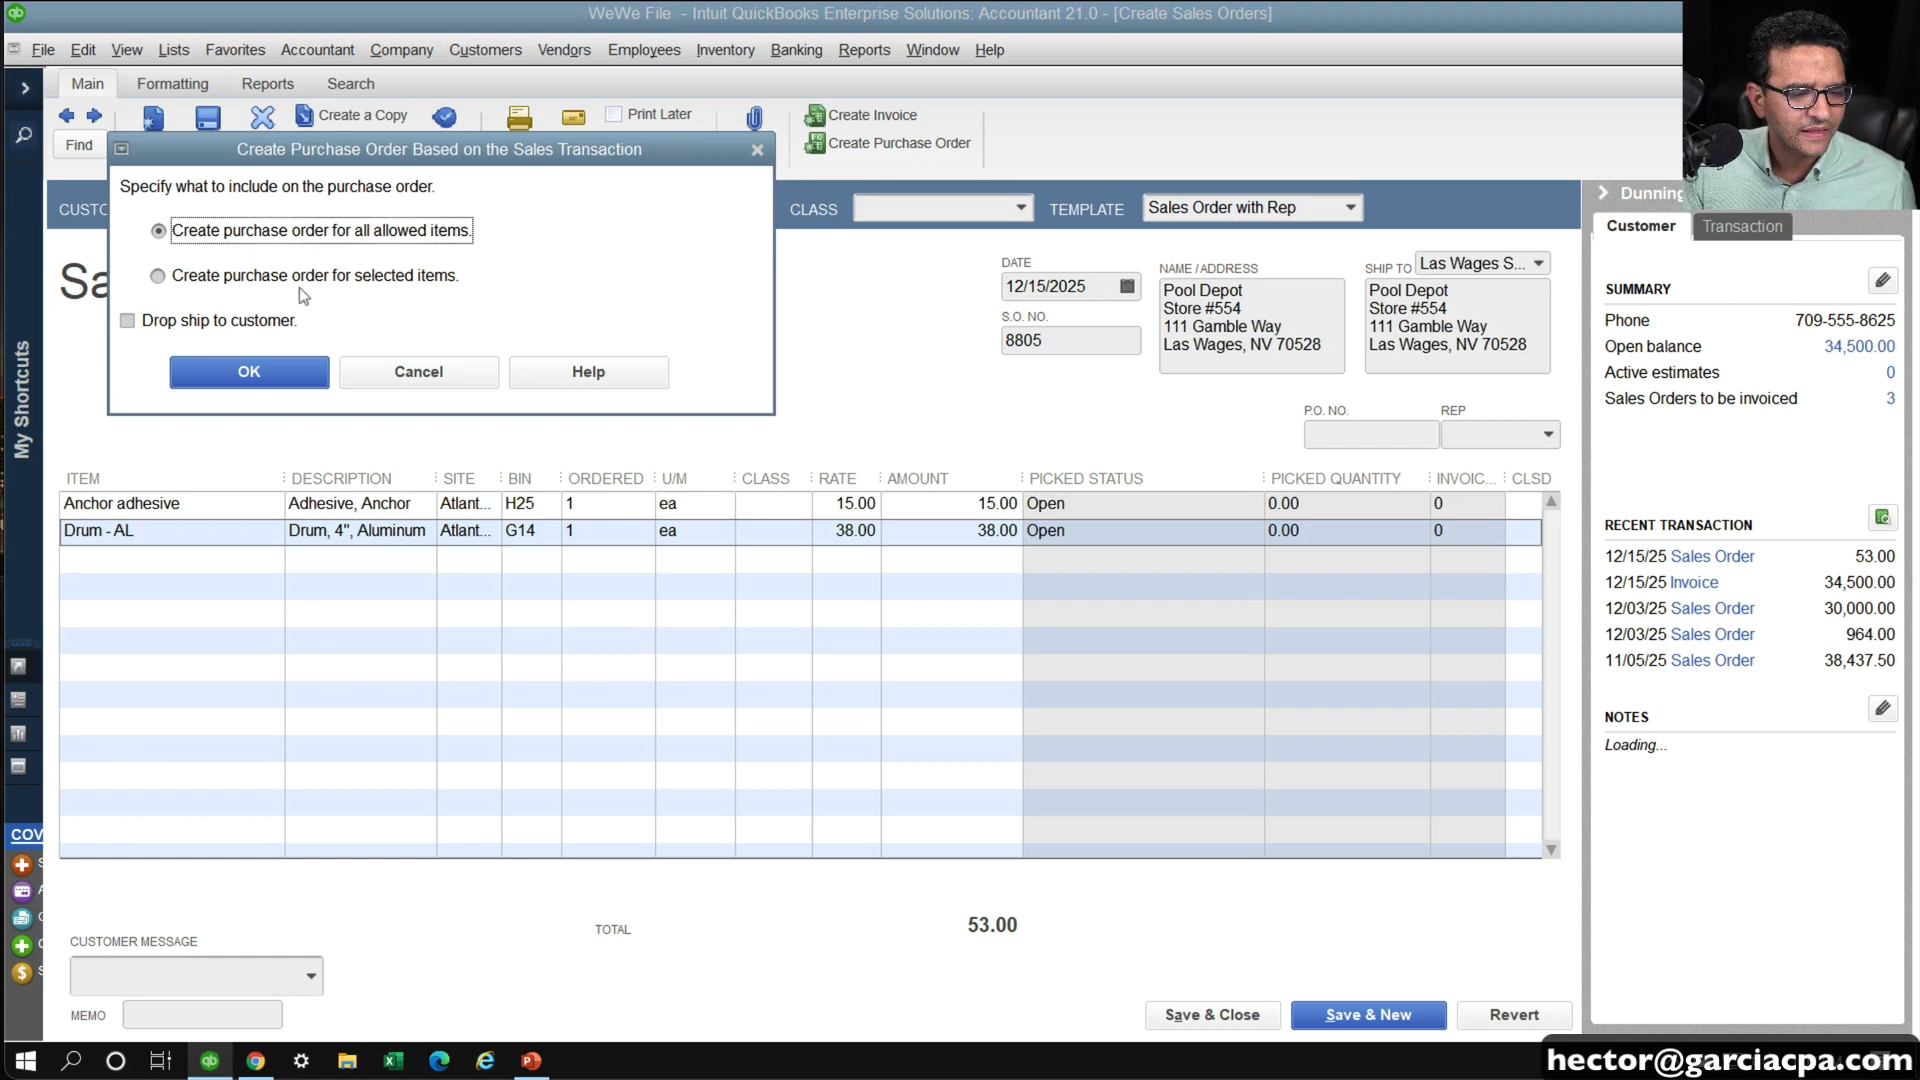 WeWe File - Intuit QuickBooks Enterprise Solutions: Accountant 21.0 - [Create Sales Orders]
File Edit View Lists Favorites Accountant Company Customers Vendors Employees Inventory Banking Reports Window Help
Main Formatting Reports Search
Create a Copy Print Later Create Invoice
Find Create Purchase Order
Create Purchase Order Based on the Sales Transaction
Specify what to include on the purchase order.
Create purchase order for all allowed items.
Create purchase order for selected items.
Drop ship to customer.
OK Cancel Help
CLASS TEMPLATE Sales Order with Rep
DATE
12/15/2025
S.O. NO.
8805
NAME / ADDRESS
Pool Depot
Store #554
111 Gamble Way
Las Wages, NV 70528
SHIP TO Las Wages S...
Pool Depot
Store #554
111 Gamble Way
Las Wages, NV 70528
P.O. NO. REP
ITEM DESCRIPTION SITE BIN ORDERED U/M CLASS RATE AMOUNT PICKED STATUS PICKED QUANTITY INVOIC... CLSD
Anchor adhesive Adhesive, Anchor Atlant... H25 1 ea 15.00 15.00 Open 0.00 0
Drum - AL Drum, 4", Aluminum Atlant... G14 1 ea 38.00 38.00 Open 0.00 0
TOTAL 53.00
CUSTOMER MESSAGE
MEMO
Save & Close Save & New Revert
My Shortcuts
COV
Customer Transaction
SUMMARY
Phone 709-555-8625
Open balance 34,500.00
Active estimates 0
Sales Orders to be invoiced 3
RECENT TRANSACTION
12/15/25 Sales Order 53.00
12/15/25 Invoice 34,500.00
12/03/25 Sales Order 30,000.00
12/03/25 Sales Order 964.00
11/05/25 Sales Order 38,437.50
NOTES
Loading...
hector@garciacpa.com